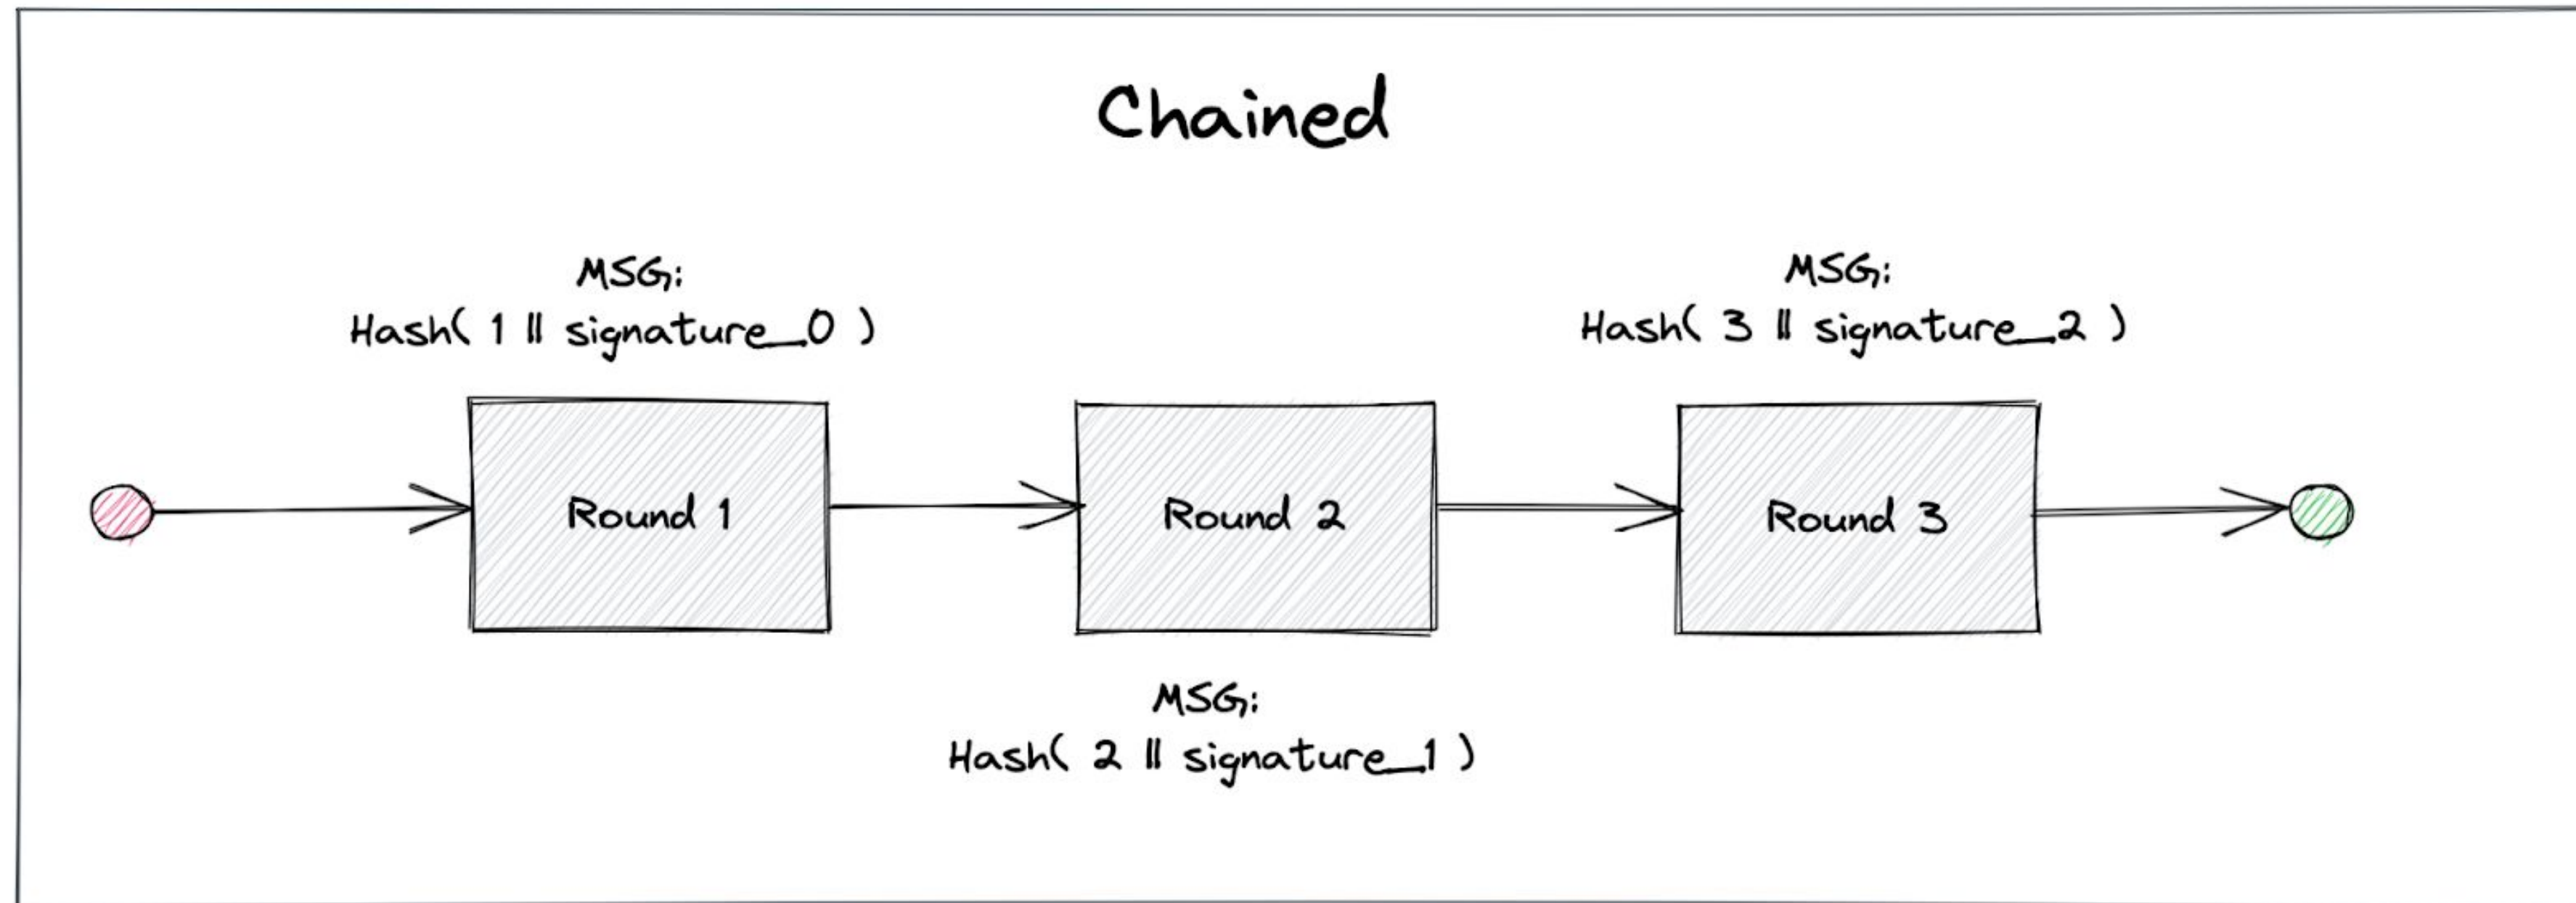 Chained
MSG:
Hash( 1 || signature_0 )
MSG:
Hash( 3 || signature_2 )
Round 1
Round 2
Round 3
MSG:
Hash( 2 || signature_1 )